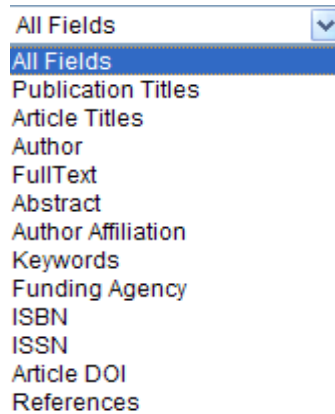 All Fields
All Fields
Publication Titles
Article Titles
Author
FullText
Abstract
Author Affiliation
Keywords
Funding Agency
ISBN
ISSN
Article DOI
References